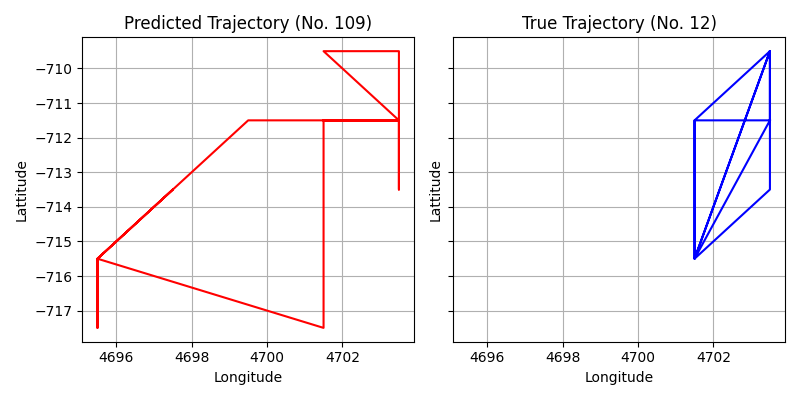 Predicted Trajectory (No. 109)
True Trajectory (No. 12)
−710
−711
−712
−713
−714
−715
−716
−717
Lattitude
Lattitude
4696 4698 4700 4702
4696 4698 4700 4702
Longitude
Longitude